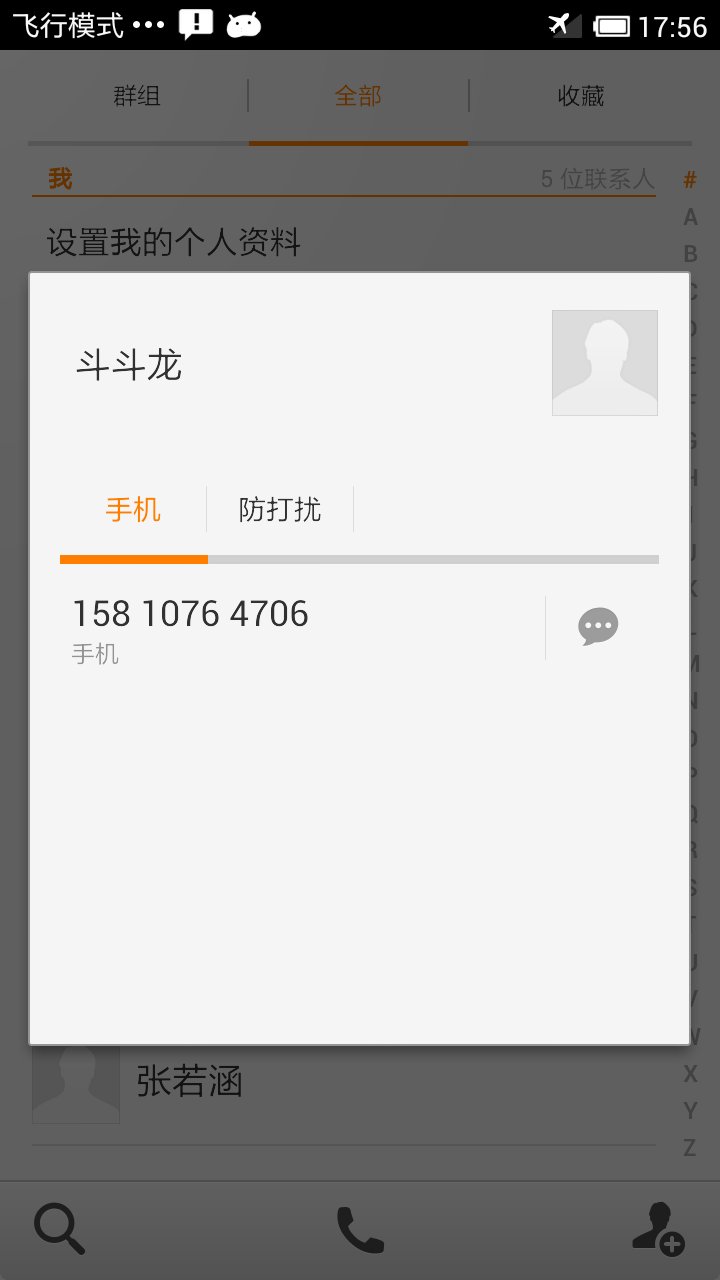 飞行模式 ••• 17:56
群组 全部 收藏
我 5 位联系人 #
A
设置我的个人资料 B
斗斗龙
手机 防打扰
158 1076 4706
手机
张若涵
X
Y
Z